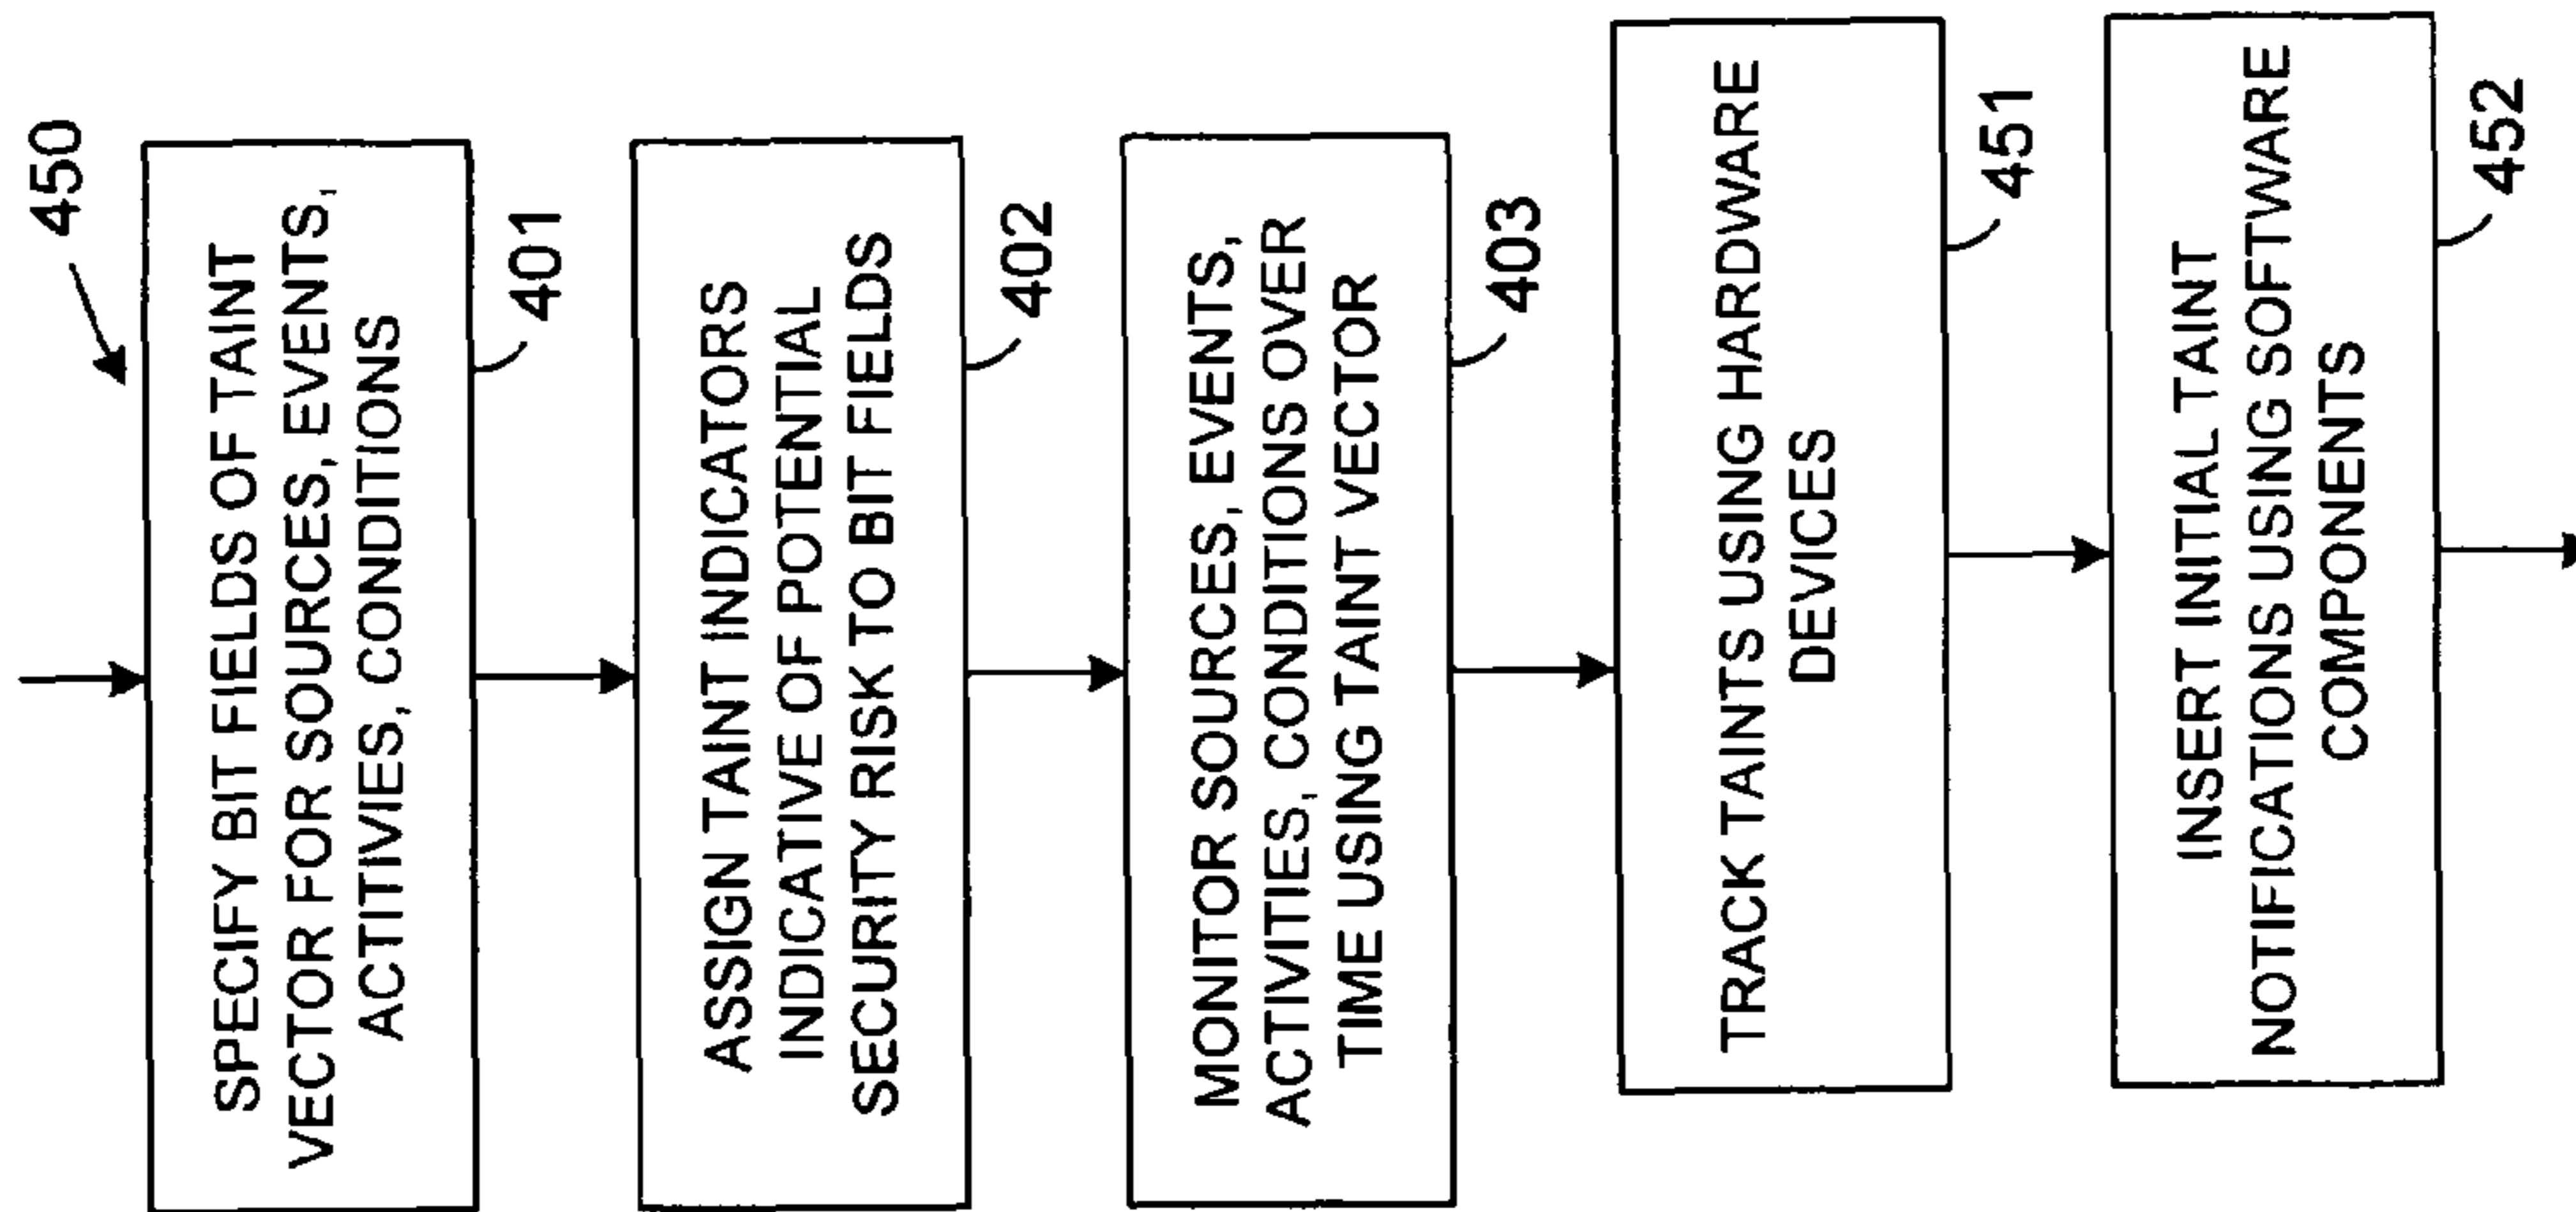 450
SPECIFY BIT FIELDS OF TAINT
VECTOR FOR SOURCES, EVENTS,
ACTITIVIES, CONDITIONS
401
ASSIGN TAINT INDICATORS
INDICATIVE OF POTENTIAL
SECURITY RISK TO BIT FIELDS
402
MONITOR SOURCES, EVENTS,
ACTIVITIES, CONDITIONS OVER
TIME USING TAINT VECTOR
403
TRACK TAINTS USING HARDWARE
DEVICES
451
INSERT INITIAL TAINT
NOTIFICATIONS USING SOFTWARE
COMPONENTS
452